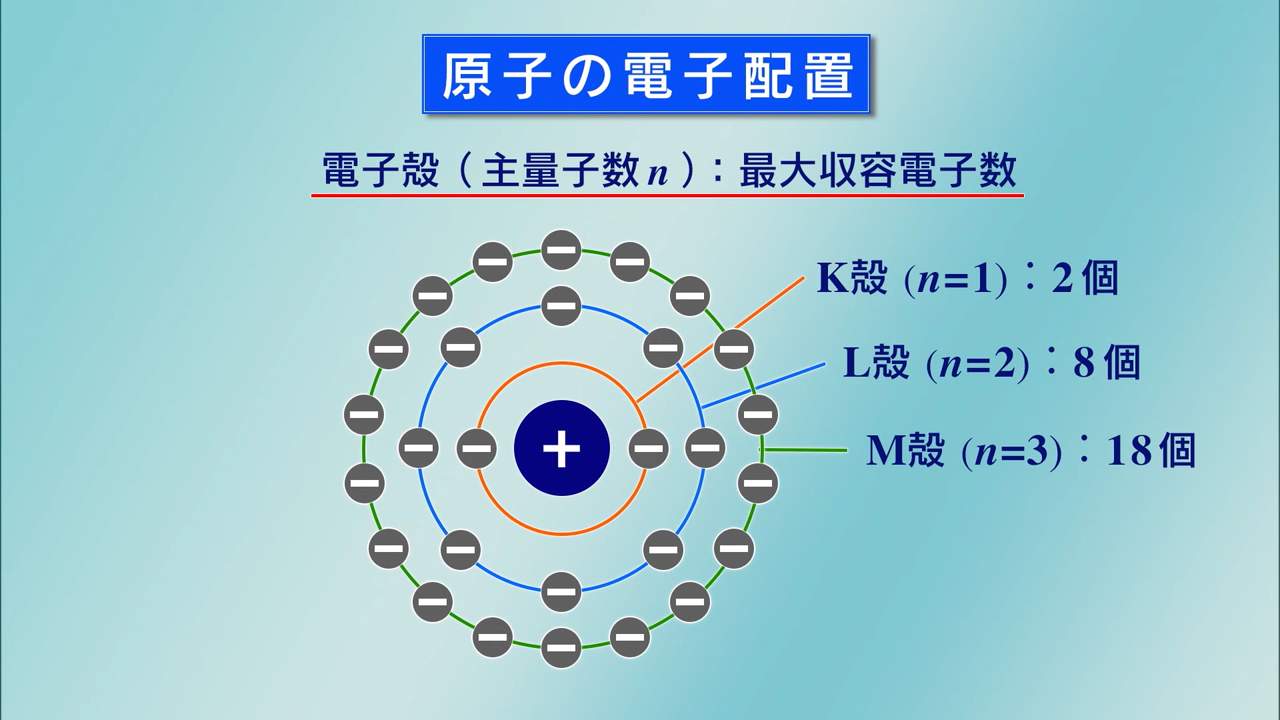 原子の電子配置
電子殻（主量子数n）：最大収容電子数
K殻 (n=1)：2個
L殻 (n=2)：8個
M殻 (n=3)：18個
+